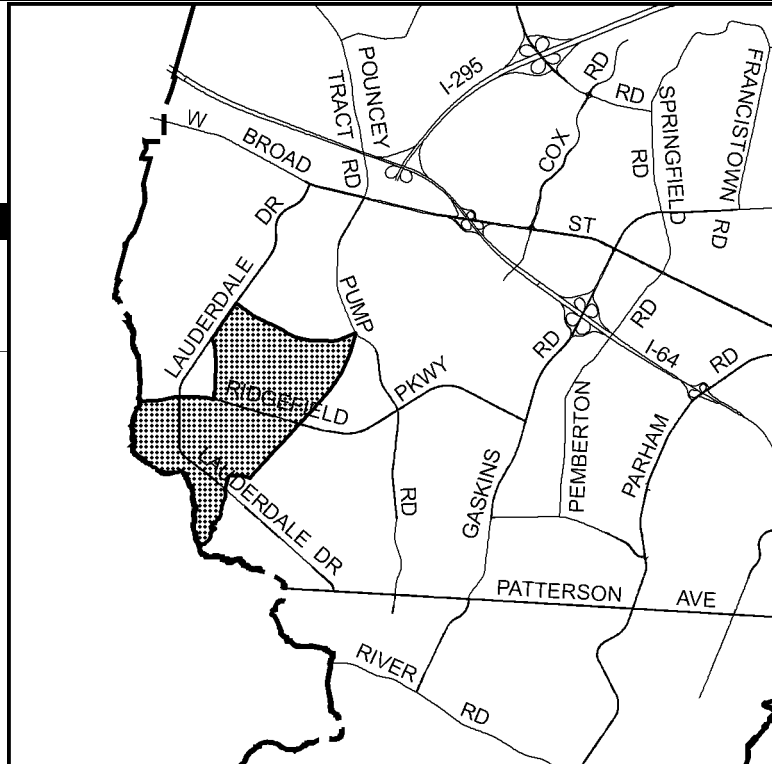 POUNCEY
TRACT RD
I-295
RD
RD
SPRINGFIELD
RD
FRANCISTOWN
RD
W BROAD
ST
COX
LAUDERDALE DR
PUMP
RD
I-64
RD
RD
RD
PKWY
RIDGEFIELD
PEMBERTON
PARHAM
GASKINS
LAUDERDALE DR
PATTERSON AVE
RIVER
RD